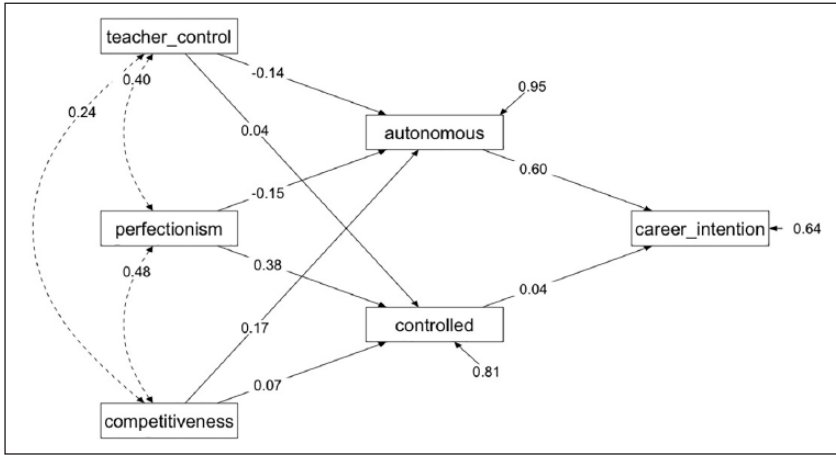 teacher_control
0.40
-0.14
0.95
0.24
0.04
autonomous
-0.15
0.60
perfectionism
career_intention
0.64
0.48
0.38
0.04
0.17
controlled
0.07
0.81
competitiveness